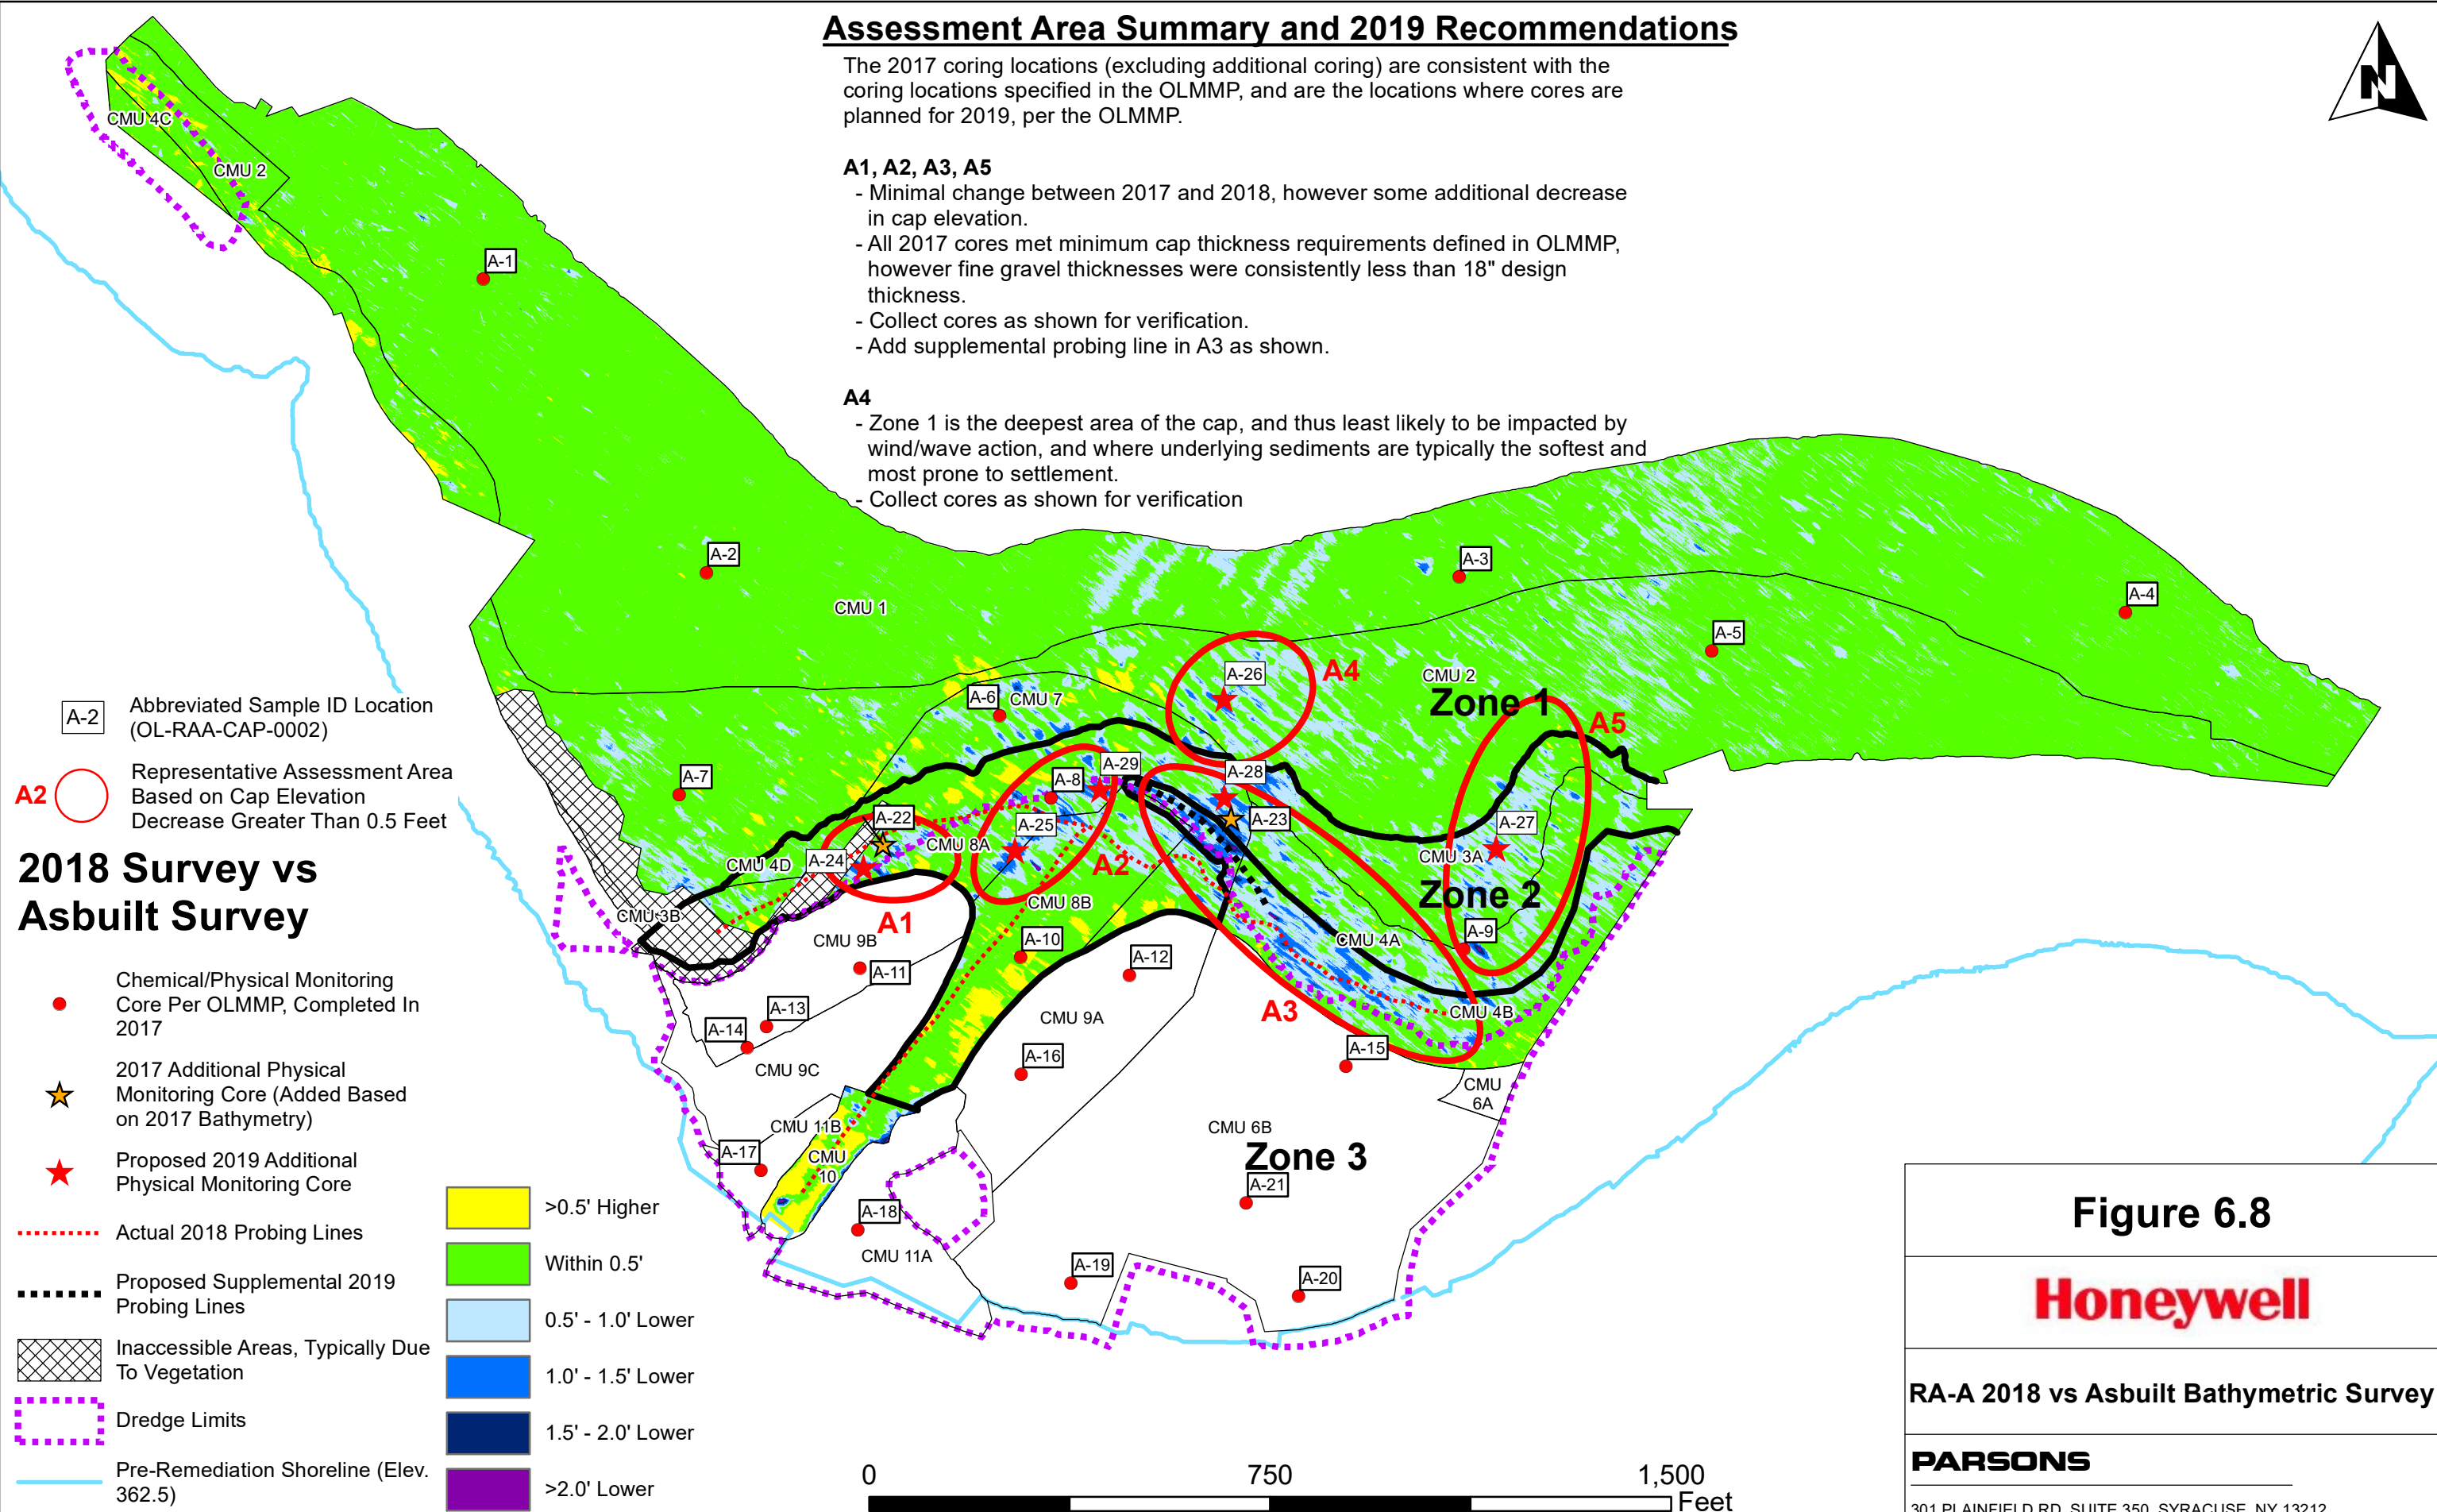 Assessment Area Summary and 2019 Recommendations
The 2017 coring locations (excluding additional coring) are consistent with the
coring locations specified in the OLMMP, and are the locations where cores are
planned for 2019, per the OLMMP.
A1, A2, A3, A5
- Minimal change between 2017 and 2018, however some additional decrease
in cap elevation.
- All 2017 cores met minimum cap thickness requirements defined in OLMMP,
however fine gravel thicknesses were consistently less than 18" design
thickness.
- Collect cores as shown for verification.
- Add supplemental probing line in A3 as shown.
A4
- Zone 1 is the deepest area of the cap, and thus least likely to be impacted by
wind/wave action, and where underlying sediments are typically the softest and
most prone to settlement.
- Collect cores as shown for verification
N
CMU 4C
CMU 2
A-1
A-2
A-3
A-4
CMU 1
A-5
A-26
A4
CMU 2
Zone 1
A-6
CMU 7
A5
A-29
A-28
A-7
A-8
A-22
A-23
A-25
A-27
CMU 8A
A-24
CMU 4D
A2
CMU 3A
Zone 2
CMU 3B
A1
CMU 8B
CMU 9B
A-10
A-9
CMU 4A
A-11
A-12
A-13
A3
CMU 4B
A-14
CMU 9A
A-15
A-16
CMU 9C
CMU
6A
CMU 11B
CMU 6B
A-17
CMU
10
Zone 3
A-21
A-18
CMU 11A
A-19
A-20
A-2
Abbreviated Sample ID Location
(OL-RAA-CAP-0002)
A2
Representative Assessment Area
Based on Cap Elevation
Decrease Greater Than 0.5 Feet
2018 Survey vs
Asbuilt Survey
Chemical/Physical Monitoring
Core Per OLMMP, Completed In
2017
2017 Additional Physical
Monitoring Core (Added Based
on 2017 Bathymetry)
Proposed 2019 Additional
Physical Monitoring Core
Actual 2018 Probing Lines
Proposed Supplemental 2019
Probing Lines
Inaccessible Areas, Typically Due
To Vegetation
Dredge Limits
Pre-Remediation Shoreline (Elev.
362.5)
>0.5' Higher
Within 0.5'
0.5' - 1.0' Lower
1.0' - 1.5' Lower
1.5' - 2.0' Lower
>2.0' Lower
0 750 1,500
Feet
Figure 6.8
Honeywell
RA-A 2018 vs Asbuilt Bathymetric Survey
PARSONS
301 PLAINFIELD RD, SUITE 350, SYRACUSE, NY 13212